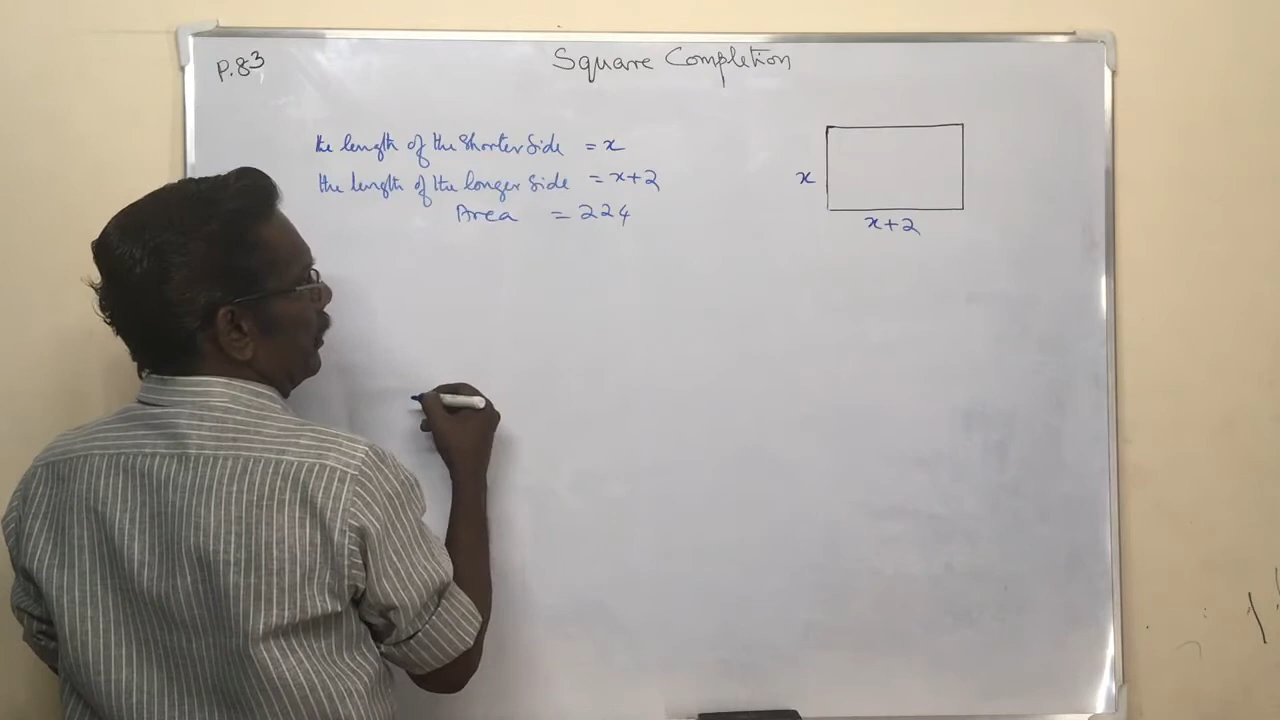 P.83
Square Completion
the length of the Shorter Side = x
the length of the longer Side = x+2
Area = 224
x
x+2